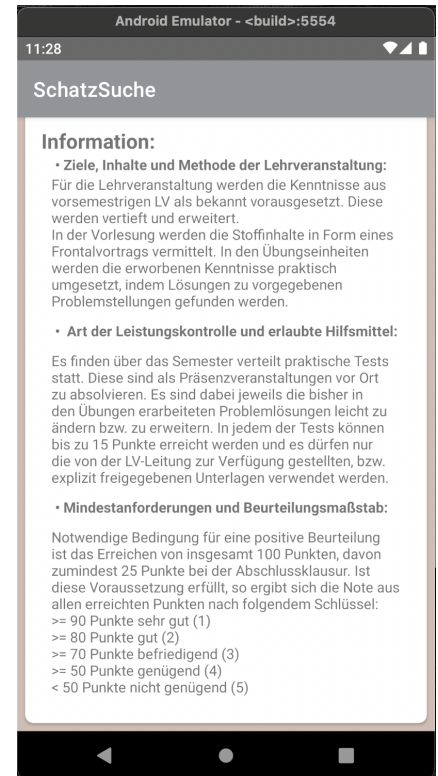 Android Emulator - <build>:5554
11:28
SchatzSuche
Information:
• Ziele, Inhalte und Methode der Lehrveranstaltung:
Für die Lehrveranstaltung werden die Kenntnisse aus
vorsemestrigen LV als bekannt vorausgesetzt. Diese
werden vertieft und erweitert.
In der Vorlesung werden die Stoffinhalte in Form eines
Frontalvortrags vermittelt. In den Übungseinheiten
werden die erworbenen Kenntnisse praktisch
umgesetzt, indem Lösungen zu vorgegebenen
Problemstellungen gefunden werden.
• Art der Leistungskontrolle und erlaubte Hilfsmittel:
Es finden über das Semester verteilt praktische Tests
statt. Diese sind als Präsenzveranstaltungen vor Ort
zu absolvieren. Es sind dabei jeweils die bisher in
den Übungen erarbeiteten Problemlösungen leicht zu
ändern bzw. zu erweitern. In jedem der Tests können
bis zu 15 Punkte erreicht werden und es dürfen nur
die von der LV-Leitung zur Verfügung gestellten, bzw.
explizit freigegebenen Unterlagen verwendet werden.
• Mindestanforderungen und Beurteilungsmaßstab:
Notwendige Bedingung für eine positive Beurteilung
ist das Erreichen von insgesamt 100 Punkten, davon
zumindest 25 Punkte bei der Abschlussklausur. Ist
diese Voraussetzung erfüllt, so ergibt sich die Note aus
allen erreichten Punkten nach folgendem Schlüssel:
>= 90 Punkte sehr gut (1)
>= 80 Punkte gut (2)
>= 70 Punkte befriedigend (3)
>= 50 Punkte genügend (4)
< 50 Punkte nicht genügend (5)